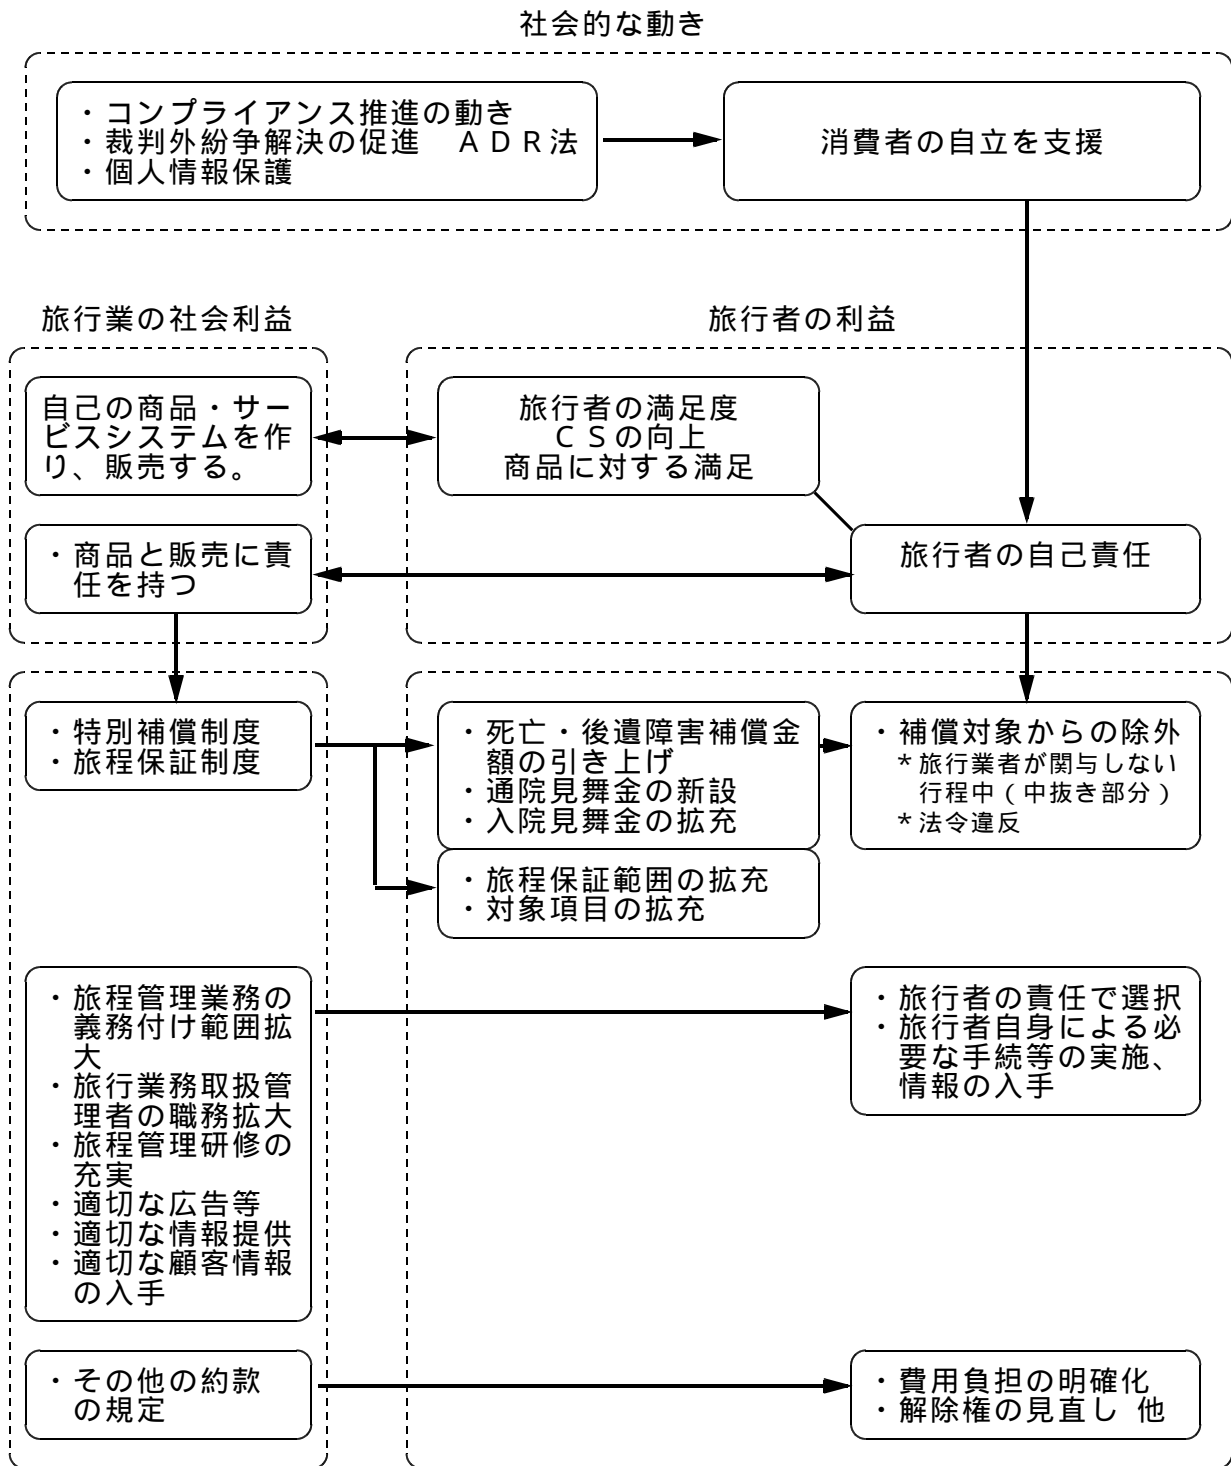 社会的な動き
・コンプライアンス推進の動き
・裁判外紛争解決の促進　ＡＤＲ法
・個人情報保護
消費者の自立を支援
旅行業の社会利益
旅行者の利益
自己の商品・サー
ビスシステムを作
り、販売する。
旅行者の満足度
ＣＳの向上
商品に対する満足
・商品と販売に責
任を持つ
旅行者の自己責任
・特別補償制度
・旅程保証制度
・死亡・後遺障害補償金
額の引き上げ
・通院見舞金の新設
・入院見舞金の拡充
・補償対象からの除外
＊旅行業者が関与しない
行程中（中抜き部分）
＊法令違反
・旅程保証範囲の拡充
・対象項目の拡充
・旅程管理業務の
義務付け範囲拡
大
・旅行業務取扱管
理者の職務拡大
・旅程管理研修の
充実
・適切な広告等
・適切な情報提供
・適切な顧客情報
の入手
・旅行者の責任で選択
・旅行者自身による必
要な手続等の実施、
情報の入手
・その他の約款
の規定
・費用負担の明確化
・解除権の見直し 他